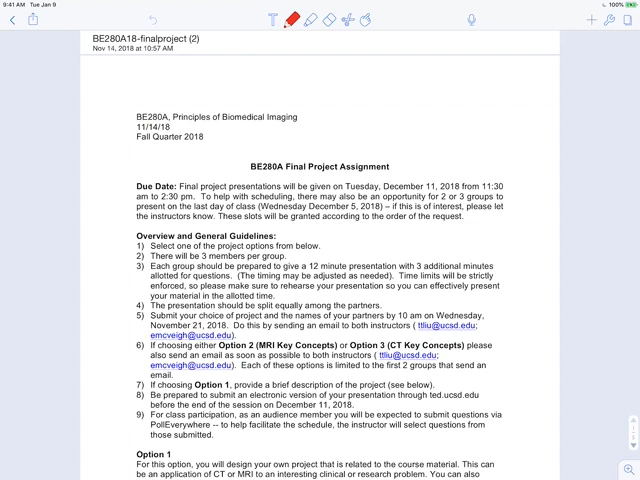 9:41 AM Tue Jan 9
100%
BE280A18-finalproject (2)
Nov 14, 2018 at 10:57 AM
BE280A, Principles of Biomedical Imaging
11/14/18
Fall Quarter 2018
BE280A Final Project Assignment
Due Date: Final project presentations will be given on Tuesday, December 11, 2018 from 11:30
am to 2:30 pm. To help with scheduling, there may also be an opportunity for 2 or 3 groups to
present on the last day of class (Wednesday December 5, 2018) – if this is of interest, please let
the instructors know. These slots will be granted according to the order of the request.
Overview and General Guidelines:
1) Select one of the project options from below.
2) There will be 3 members per group.
3) Each group should be prepared to give a 12 minute presentation with 3 additional minutes
allotted for questions. (The timing may be adjusted as needed). Time limits will be strictly
enforced, so please make sure to rehearse your presentation so you can effectively present
your material in the allotted time.
4) The presentation should be split equally among the partners.
5) Submit your choice of project and the names of your partners by 10 am on Wednesday,
November 21, 2018. Do this by sending an email to both instructors ( ttliu@ucsd.edu;
emcveigh@ucsd.edu).
6) If choosing either Option 2 (MRI Key Concepts) or Option 3 (CT Key Concepts) please
also send an email as soon as possible to both instructors ( ttliu@ucsd.edu;
emcveigh@ucsd.edu). Each of these options is limited to the first 2 groups that send an
email.
7) If choosing Option 1, provide a brief description of the project (see below).
8) Be prepared to submit an electronic version of your presentation through ted.ucsd.edu
before the end of the session on December 11, 2018.
9) For class participation, as an audience member you will be expected to submit questions via
PollEverywhere -- to help facilitate the schedule, the instructor will select questions from
those submitted.
Option 1
For this option, you will design your own project that is related to the course material. This can
be an application of CT or MRI to an interesting clinical or research problem. You can also
1
3